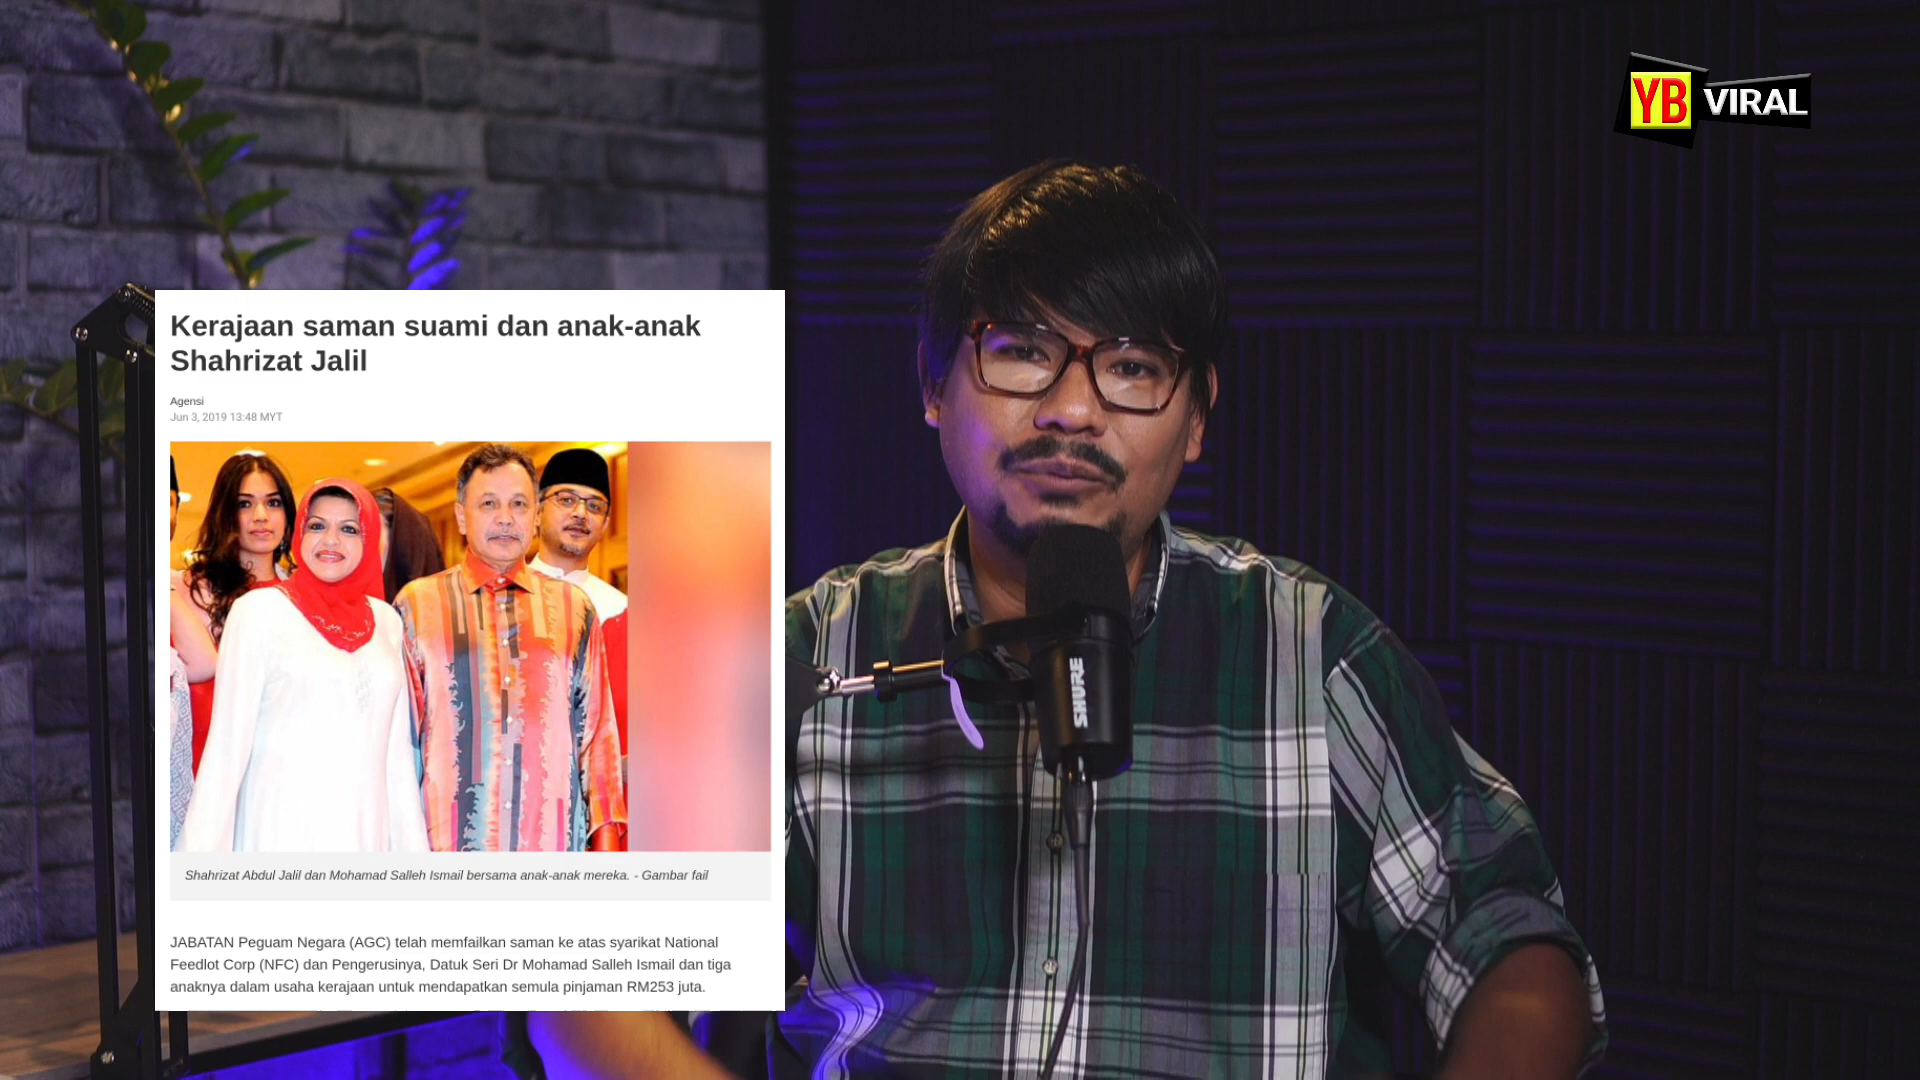 YB VIRAL
Kerajaan saman suami dan anak-anak
Shahrizat Jalil
Agensi
Jun 3, 2019 13:48 MYT
Shahrizat Abdul Jalil dan Mohamad Salleh Ismail bersama anak-anak mereka. - Gambar fail
JABATAN Peguam Negara (AGC) telah memfailkan saman ke atas syarikat National
Feedlot Corp (NFC) dan Pengerusinya, Datuk Seri Dr Mohamad Salleh Ismail dan tiga
anaknya dalam usaha kerajaan untuk mendapatkan semula pinjaman RM253 juta.
SHURE